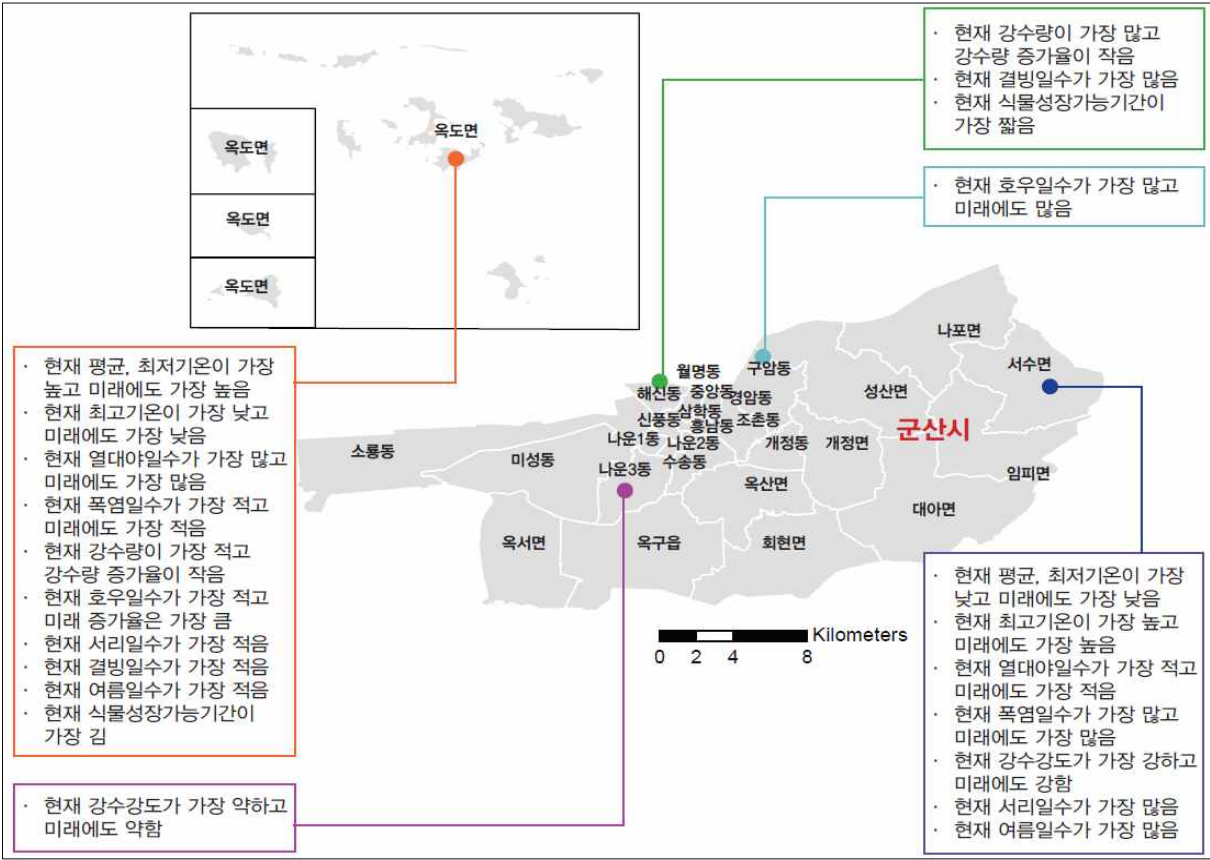 · 현재 강수량이 가장 많고
강수량 증가율이 작음
· 현재 결빙일수가 가장 많음
· 현재 식물성장가능기간이
가장 짧음
· 현재 호우일수가 가장 많고
미래에도 많음
옥도면
옥도면
옥도면
옥도면
· 현재 평균, 최저기온이 가장
높고 미래에도 가장 높음
· 현재 최고기온이 가장 낮고
미래에도 가장 낮음
· 현재 열대야일수가 가장 많고
미래에도 가장 많음
· 현재 폭염일수가 가장 적고
미래에도 가장 적음
· 현재 강수량이 가장 적고
강수량 증가율이 작음
· 현재 호우일수가 가장 적고
미래 증가율은 가장 큼
· 현재 서리일수가 가장 적음
· 현재 결빙일수가 가장 적음
· 현재 여름일수가 가장 적음
· 현재 식물성장가능기간이
가장 김
· 현재 강수강도가 가장 약하고
미래에도 약함
나포면
월명동
구암동
서수면
해신동
중앙동
경암동
성산면
신풍동
삼학동
흥남동
조촌동
군산시
소룡동
미성동
나운1동
나운2동
개정동
개정면
나운3동
수송동
임피면
옥산면
대야면
옥서면
옥구읍
회현면
Kilometers
0 2 4 8
· 현재 평균, 최저기온이 가장
낮고 미래에도 가장 낮음
· 현재 최고기온이 가장 높고
미래에도 가장 높음
· 현재 열대야일수가 가장 적고
미래에도 가장 적음
· 현재 폭염일수가 가장 많고
미래에도 가장 많음
· 현재 강수강도가 가장 강하고
미래에도 강함
· 현재 서리일수가 가장 많음
· 현재 여름일수가 가장 많음